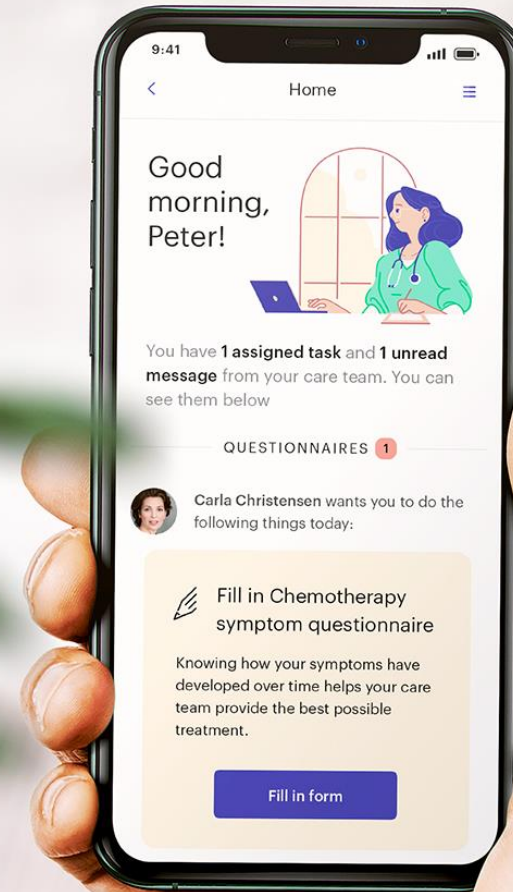 9:41
Home
Good
morning,
Peter!
You have 1 assigned task and 1 unread
message from your care team. You can
see them below
QUESTIONNAIRES 1
Carla Christensen wants you to do the
following things today:
Fill in Chemotherapy
symptom questionnaire
Knowing how your symptoms have
developed over time helps your care
team provide the best possible
treatment.
Fill in form